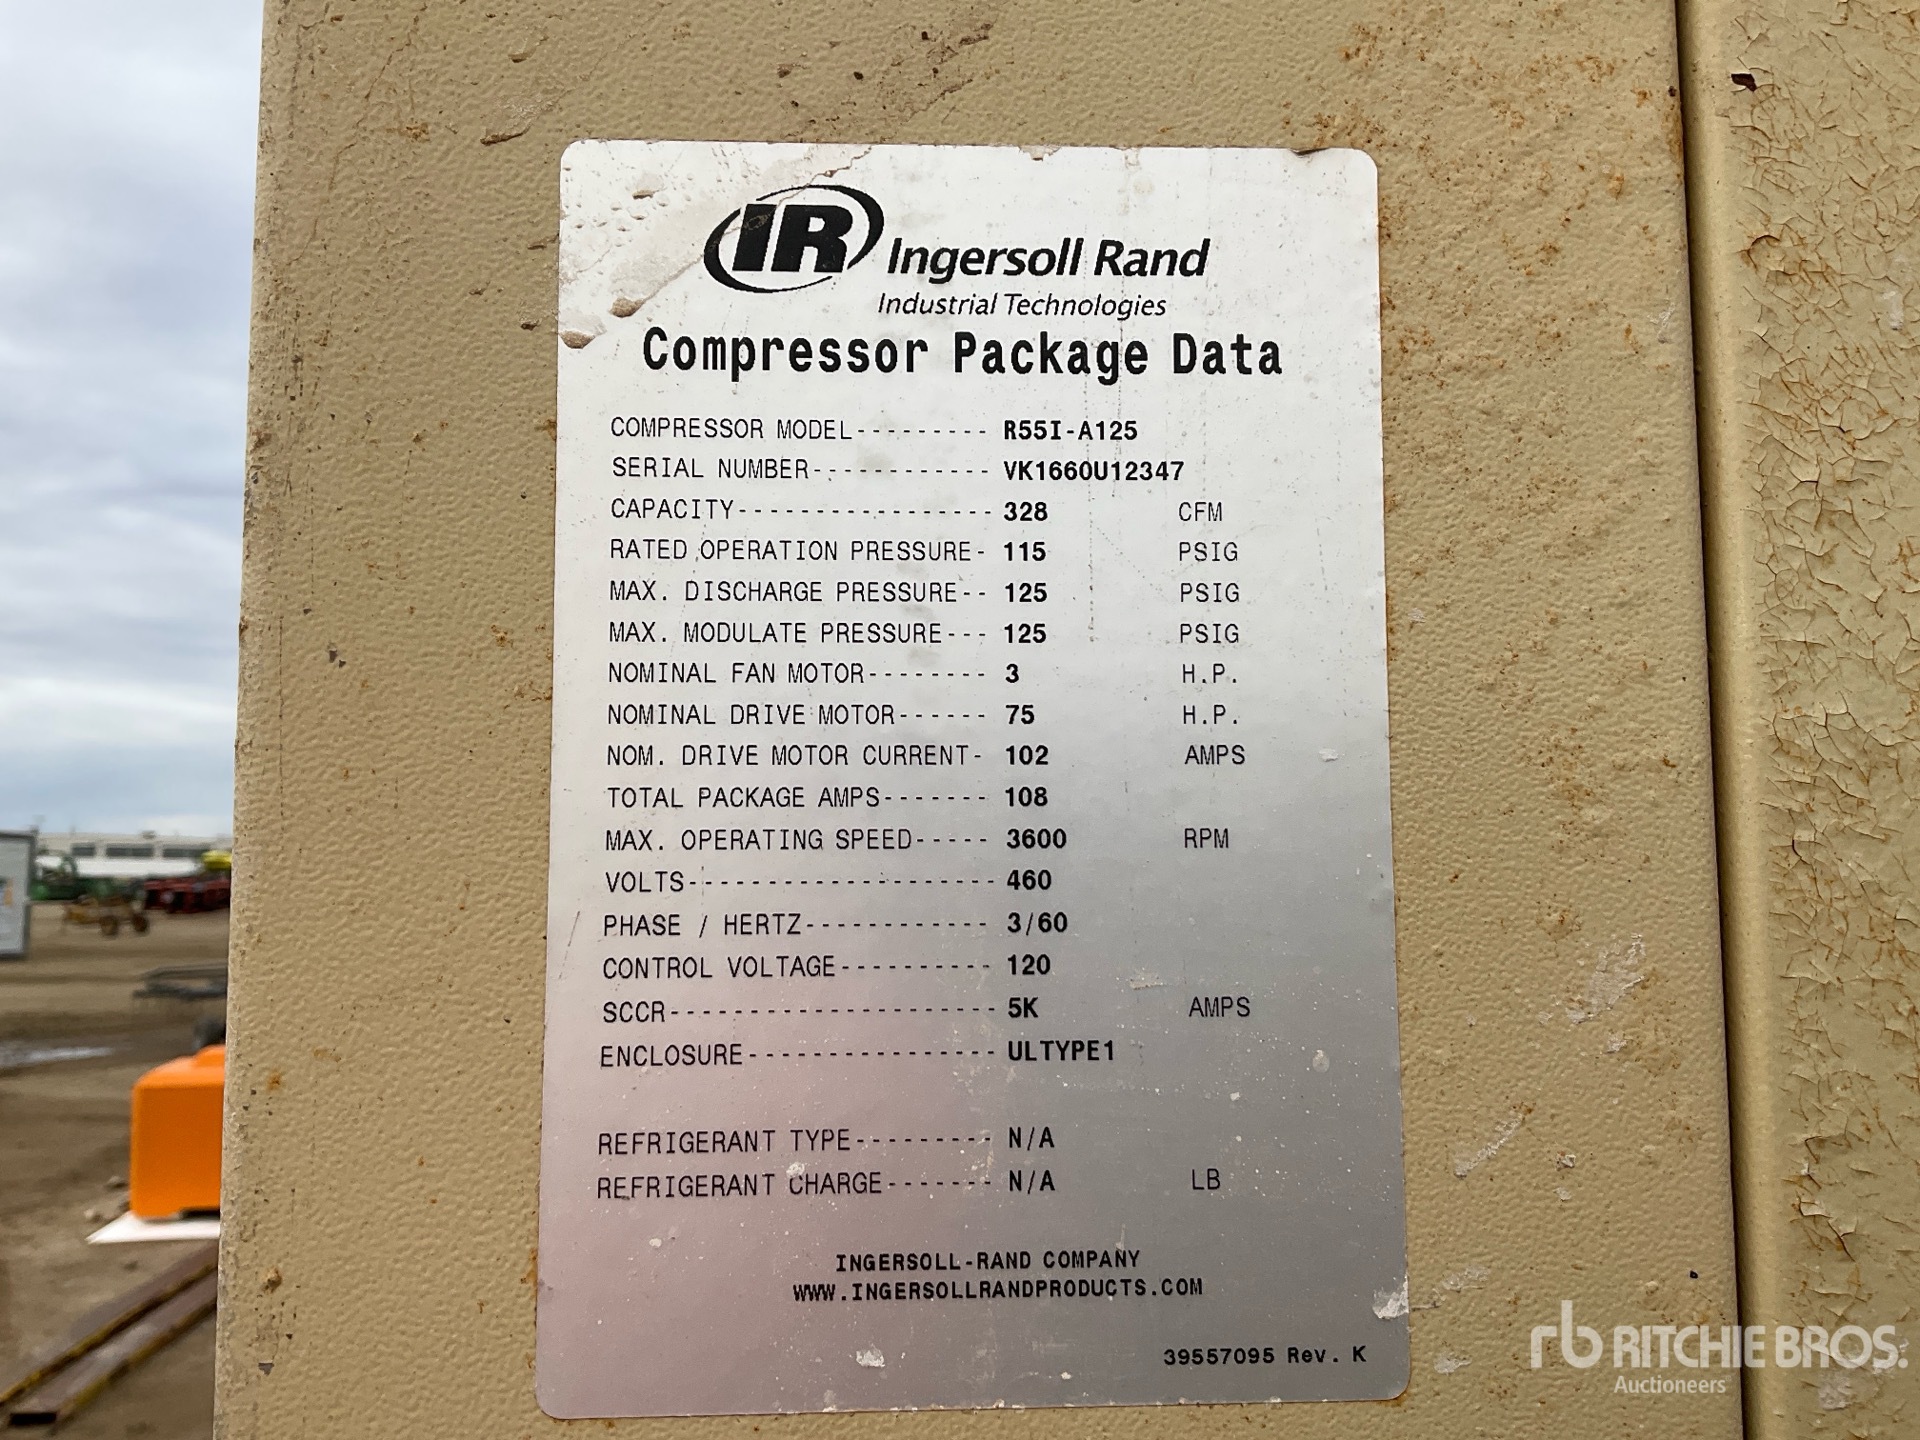 IR Ingersoll Rand
Industrial Technologies
Compressor Package Data
COMPRESSOR MODEL--------- R55I-A125
SERIAL NUMBER------------ VK1660U12347
CAPACITY----------------- 328 CFM
RATED OPERATION PRESSURE- 115 PSIG
MAX. DISCHARGE PRESSURE-- 125 PSIG
MAX. MODULATE PRESSURE--- 125 PSIG
NOMINAL FAN MOTOR-------- 3 H.P.
NOMINAL DRIVE MOTOR------ 75 H.P.
NOM. DRIVE MOTOR CURRENT- 102 AMPS
TOTAL PACKAGE AMPS------- 108
MAX. OPERATING SPEED----- 3600 RPM
VOLTS-------------------- 460
PHASE / HERTZ------------ 3/60
CONTROL VOLTAGE---------- 120
SCCR--------------------- 5K AMPS
ENCLOSURE---------------- ULTYPE1
REFRIGERANT TYPE--------- N/A
REFRIGERANT CHARGE------- N/A LB
INGERSOLL-RAND COMPANY
WWW.INGERSOLLRANDPRODUCTS.COM
39557095 Rev. K
rb RITCHIE BROS.
Auctioneers